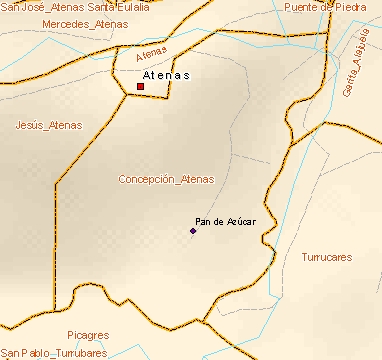 San José_Atenas Santa Eulalia
Puente de Piedra
Mercedes_Atenas
Atenas
Atenas
Garita_Alajuela
Jesús_Atenas
Concepción_Atenas
Pan de Azúcar
Turrucares
Picagres
San Pablo_Turrubares